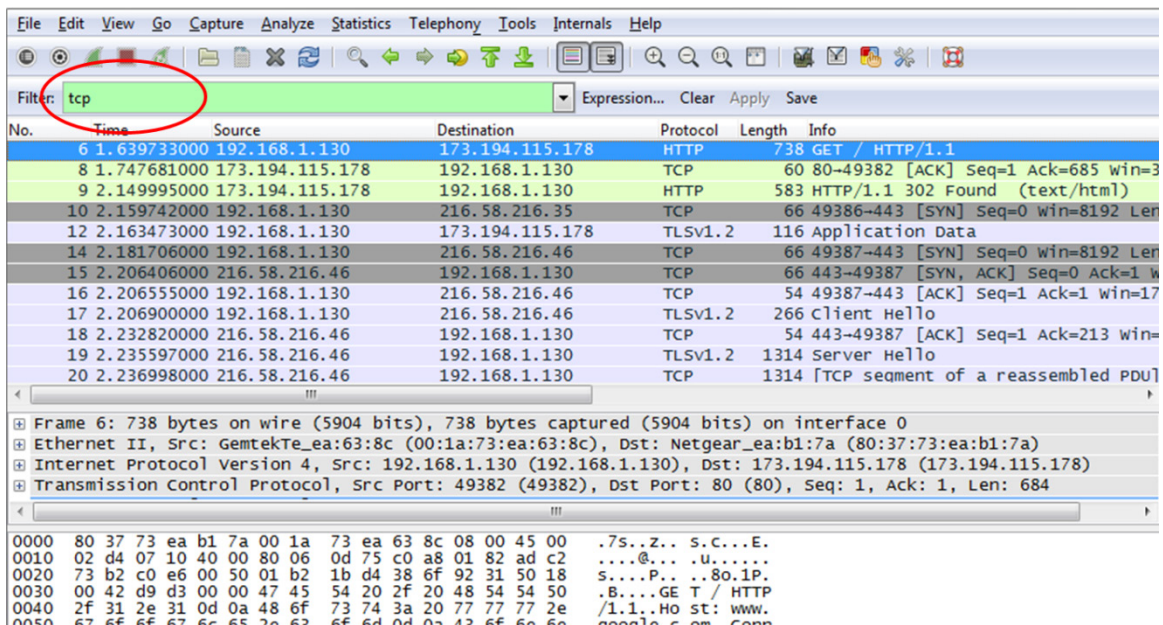 File Edit View Go Capture Analyze Statistics Telephony Tools Internals Help
Filter: tcp Expression... Clear Apply Save
No. Time Source Destination Protocol Length Info
6 1.639733000 192.168.1.130 173.194.115.178 HTTP 738 GET / HTTP/1.1
8 1.747681000 173.194.115.178 192.168.1.130 TCP 60 80→49382 [ACK] Seq=1 Ack=685 Win=3
9 2.149995000 173.194.115.178 192.168.1.130 HTTP 583 HTTP/1.1 302 Found (text/html)
10 2.159742000 192.168.1.130 216.58.216.35 TCP 66 49386→443 [SYN] Seq=0 Win=8192 Len
12 2.163473000 192.168.1.130 173.194.115.178 TLSv1.2 116 Application Data
14 2.181706000 192.168.1.130 216.58.216.46 TCP 66 49387→443 [SYN] Seq=0 Win=8192 Len
15 2.206406000 216.58.216.46 192.168.1.130 TCP 66 443→49387 [SYN, ACK] Seq=0 Ack=1 W
16 2.206555000 192.168.1.130 216.58.216.46 TCP 54 49387→443 [ACK] Seq=1 Ack=1 Win=17
17 2.206900000 192.168.1.130 216.58.216.46 TLSv1.2 266 Client Hello
18 2.232820000 216.58.216.46 192.168.1.130 TCP 54 443→49387 [ACK] Seq=1 Ack=213 Win=
19 2.235597000 216.58.216.46 192.168.1.130 TLSv1.2 1314 Server Hello
20 2.236998000 216.58.216.46 192.168.1.130 TCP 1314 [TCP segment of a reassembled PDU]
Frame 6: 738 bytes on wire (5904 bits), 738 bytes captured (5904 bits) on interface 0
Ethernet II, Src: GemtekTe_ea:63:8c (00:1a:73:ea:63:8c), Dst: Netgear_ea:b1:7a (80:37:73:ea:b1:7a)
Internet Protocol Version 4, Src: 192.168.1.130 (192.168.1.130), Dst: 173.194.115.178 (173.194.115.178)
Transmission Control Protocol, Src Port: 49382 (49382), Dst Port: 80 (80), Seq: 1, Ack: 1, Len: 684
0000 80 37 73 ea b1 7a 00 1a 73 ea 63 8c 08 00 45 00 .7s..z.. s.c...E.
0010 02 d4 07 10 40 00 80 06 0d 75 c0 a8 01 82 ad c2 ....@... .u......
0020 73 b2 c0 e6 00 50 01 b2 1b d4 38 6f 92 31 50 18 s....P.. ..8o.1P.
0030 00 42 d9 d3 00 00 47 45 54 20 2f 20 48 54 54 50 .B....GE T / HTTP
0040 2f 31 2e 31 0d 0a 48 6f 73 74 3a 20 77 77 77 2e /1.1..Ho st: www.
0050 67 6f 6f 67 6c 65 2e 63 6f 6d 0d 0a 43 6f 6e 6e google.c om..Conn